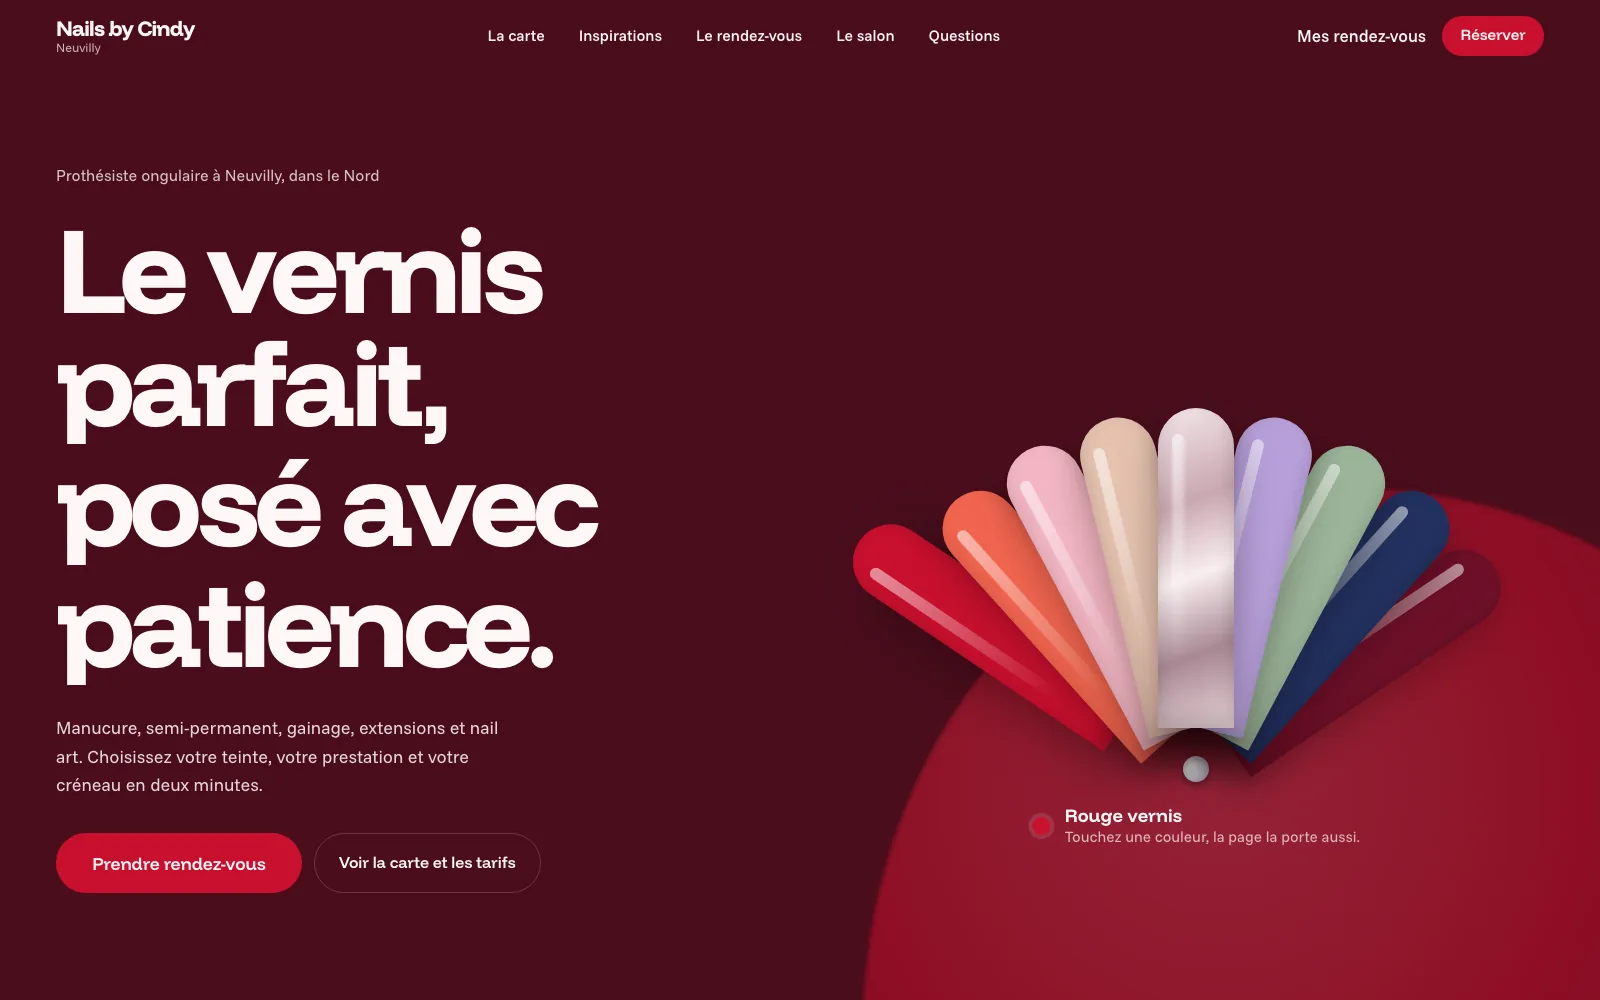 Nails by Cindy
Neuvilly
La carte
Inspirations
Le rendez-vous
Le salon
Questions
Mes rendez-vous
Réserver
Prothésiste ongulaire à Neuvilly, dans le Nord
Le vernis
parfait,
posé avec
patience.
Manucure, semi-permanent, gainage, extensions et nail
art. Choisissez votre teinte, votre prestation et votre
créneau en deux minutes.
Prendre rendez-vous
Voir la carte et les tarifs
Rouge vernis
Touchez une couleur, la page la porte aussi.